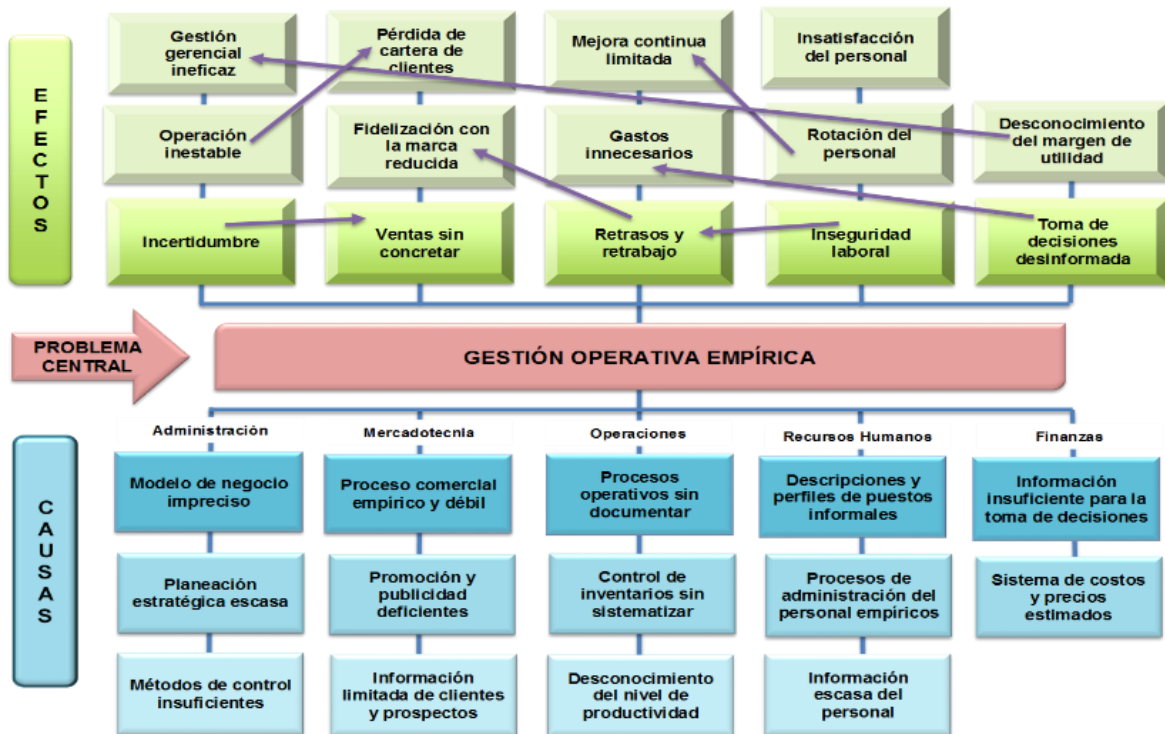 EFECTOS
Gestión
gerencial
ineficaz
Pérdida de
cartera de
clientes
Mejora continua
limitada
Insatisfacción
del personal
Operación
inestable
Fidelización con
la marca
reducida
Gastos
innecesarios
Rotación del
personal
Desconocimiento
del margen de
utilidad
Incertidumbre
Ventas sin
concretar
Retrasos y
retrabajo
Inseguridad
laboral
Toma de
decisiones
desinformada
PROBLEMA
CENTRAL
GESTIÓN OPERATIVA EMPÍRICA
CAUSAS
Administración
Mercadotecnia
Operaciones
Recursos Humanos
Finanzas
Modelo de negocio
impreciso
Proceso comercial
empírico y débil
Procesos
operativos sin
documentar
Descripciones y
perfiles de puestos
informales
Información
insuficiente para la
toma de decisiones
Planeación
estratégica escasa
Promoción y
publicidad
deficientes
Control de
inventarios sin
sistematizar
Procesos de
administración del
personal empíricos
Sistema de costos
y precios
estimados
Métodos de control
insuficientes
Información
limitada de clientes
y prospectos
Desconocimiento
del nivel de
productividad
Información
escasa del
personal